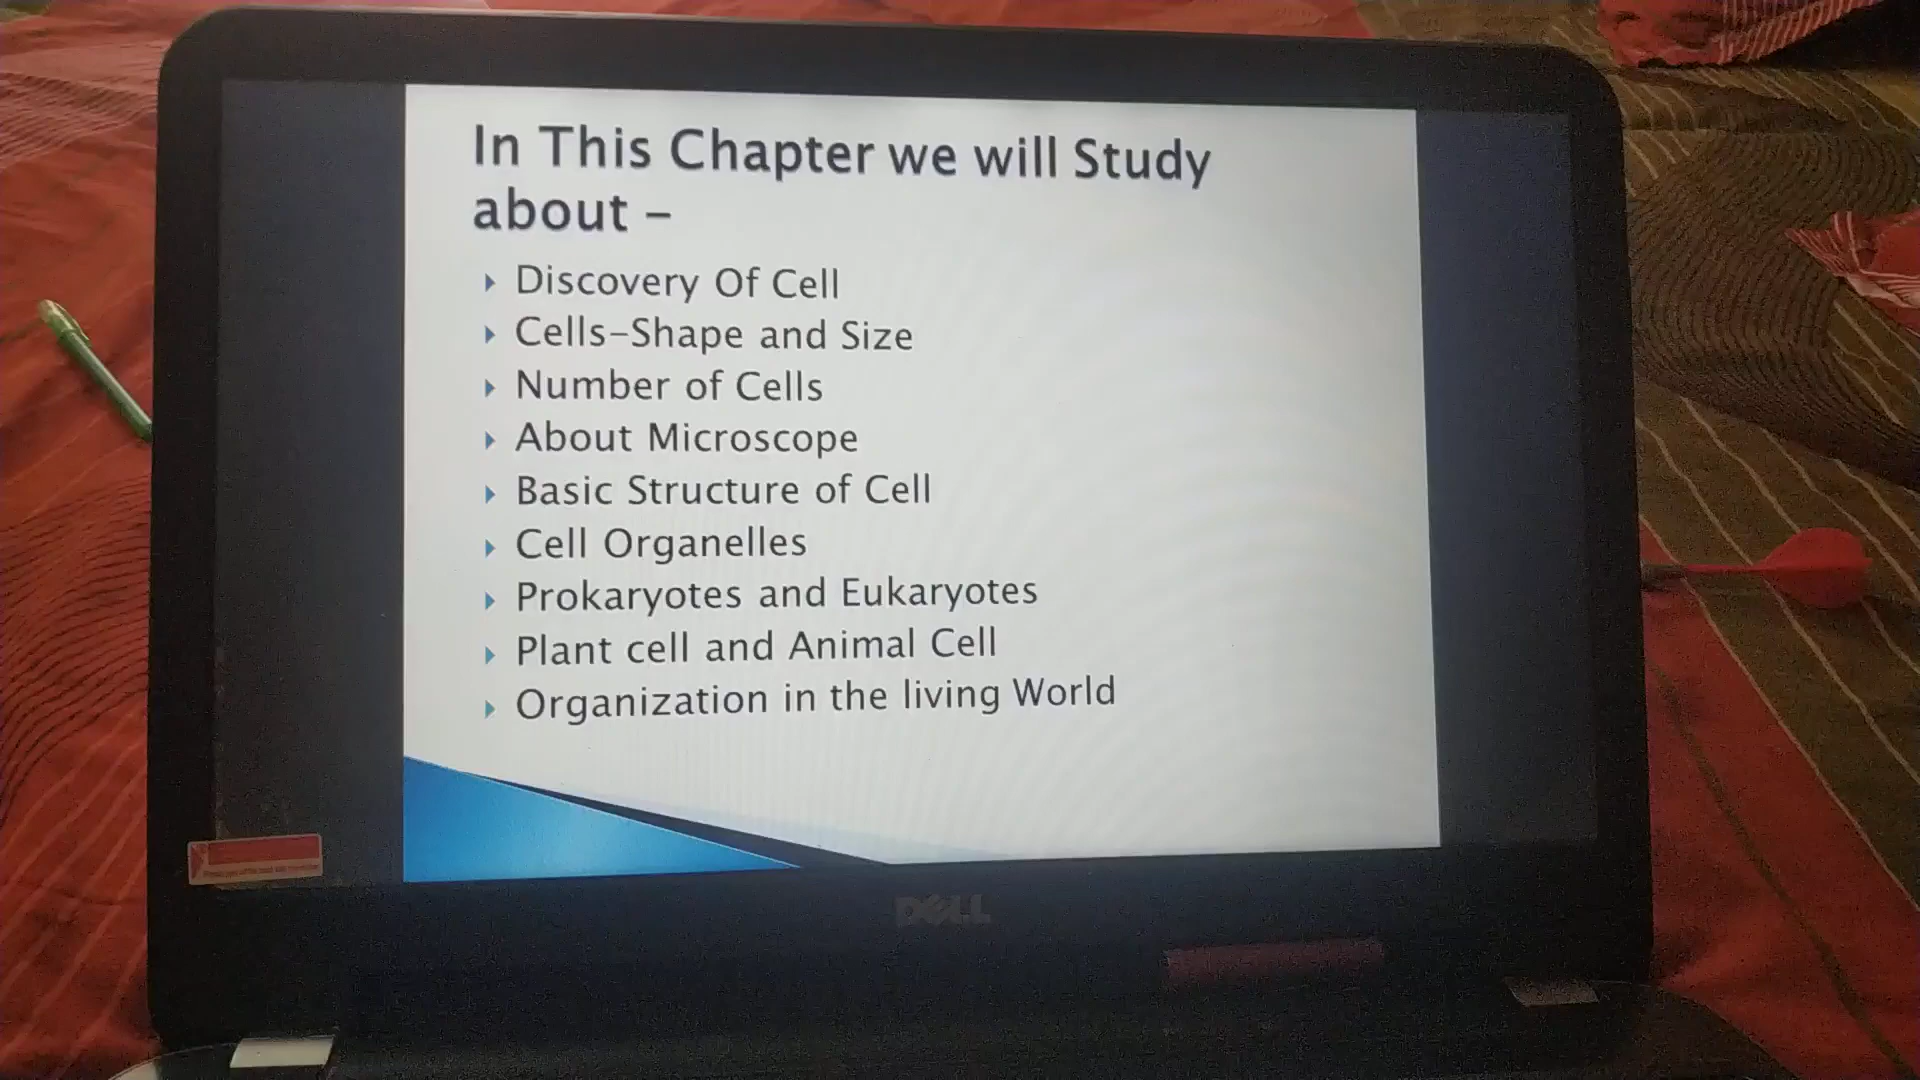 In This Chapter we will Study
about –
Discovery Of Cell
Cells-Shape and Size
Number of Cells
About Microscope
Basic Structure of Cell
Cell Organelles
Prokaryotes and Eukaryotes
Plant cell and Animal Cell
Organization in the living World
DELL